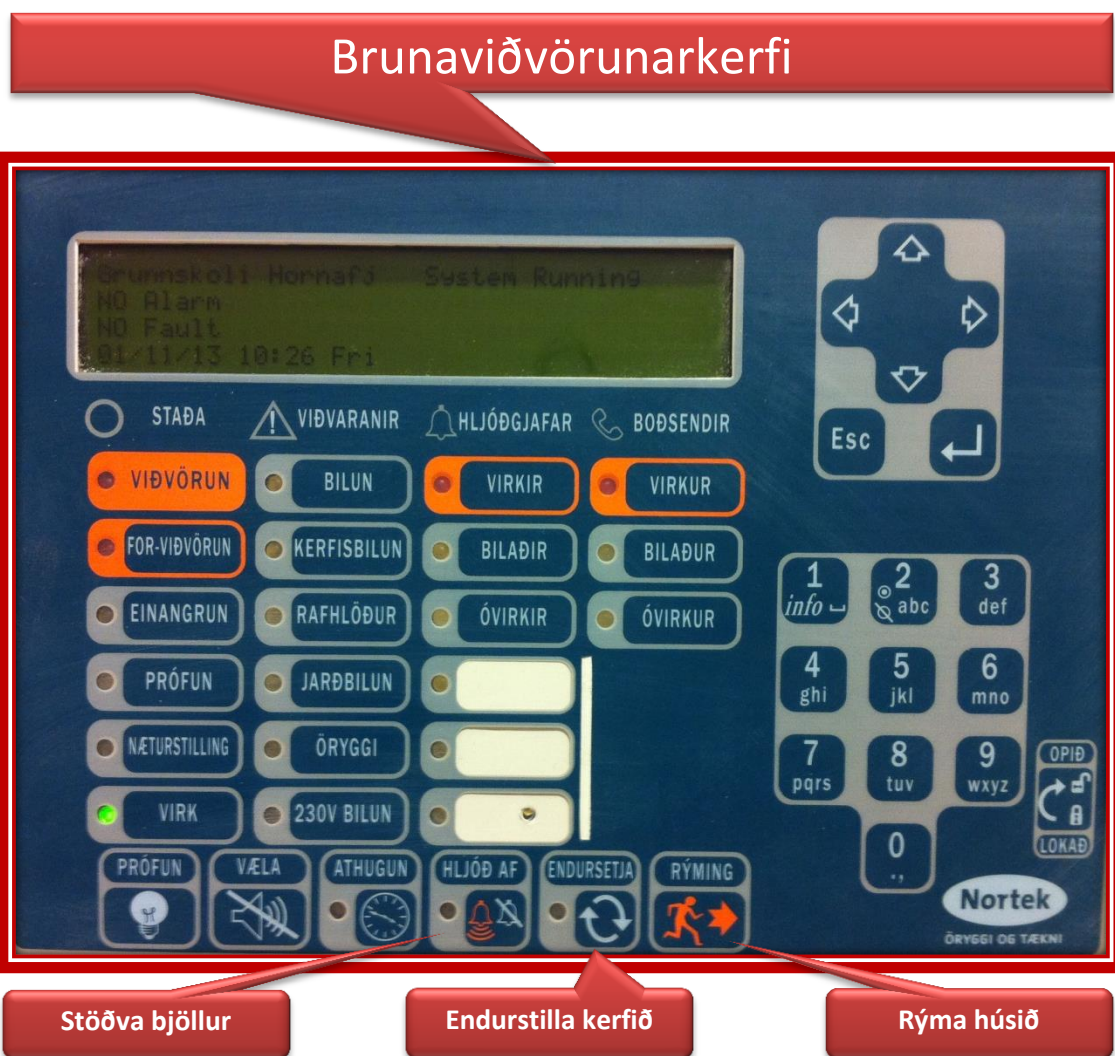 Brunaviðvörunarkerfi
Grunnskoli Hornafj System Running
NO Alarm
NO Fault
01/11/13 10:26 Fri
STAÐA VIÐVARANIR HLJÓÐGJAFAR BOÐSENDIR
VIÐVÖRUN BILUN VIRKIR VIRKUR
FOR-VIÐVÖRUN KERFISBILUN BILAÐIR BILAÐUR
EINANGRUN RAFHLÖÐUR ÓVIRKIR ÓVIRKUR
PRÓFUN JARÐBILUN
NÆTURSTILLING ÖRYGGI
VIRK 230V BILUN
PRÓFUN VÆLA ATHUGUN HLJÓÐ AF ENDURSETJA RÝMING
Esc
1 2 3
info abc def
4 5 6
ghi jkl mno
7 8 9
pqrs tuv wxyz
0
.,
OPIÐ
LOKAÐ
Nortek
ÖRYGGI OG TÆKNI
Stöðva bjöllur Endurstilla kerfið Rýma húsið